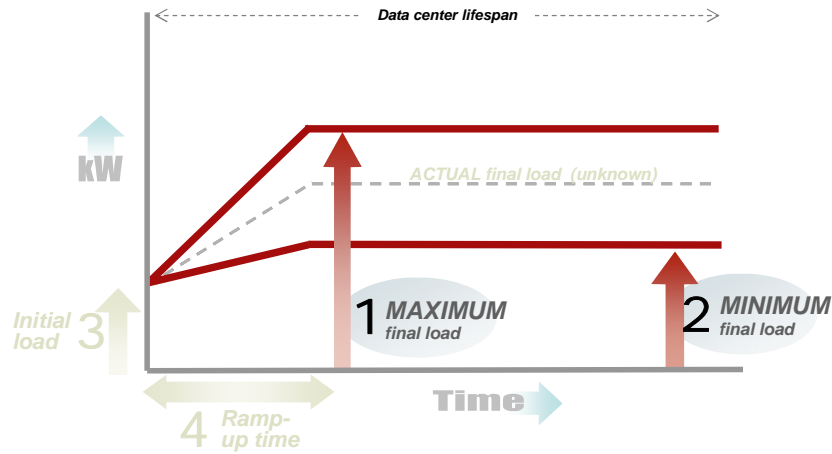 Data center lifespan
kW
ACTUAL final load (unknown)
1 MAXIMUM
final load
2 MINIMUM
final load
Initial
load
3
Time
4 Ramp-
up time